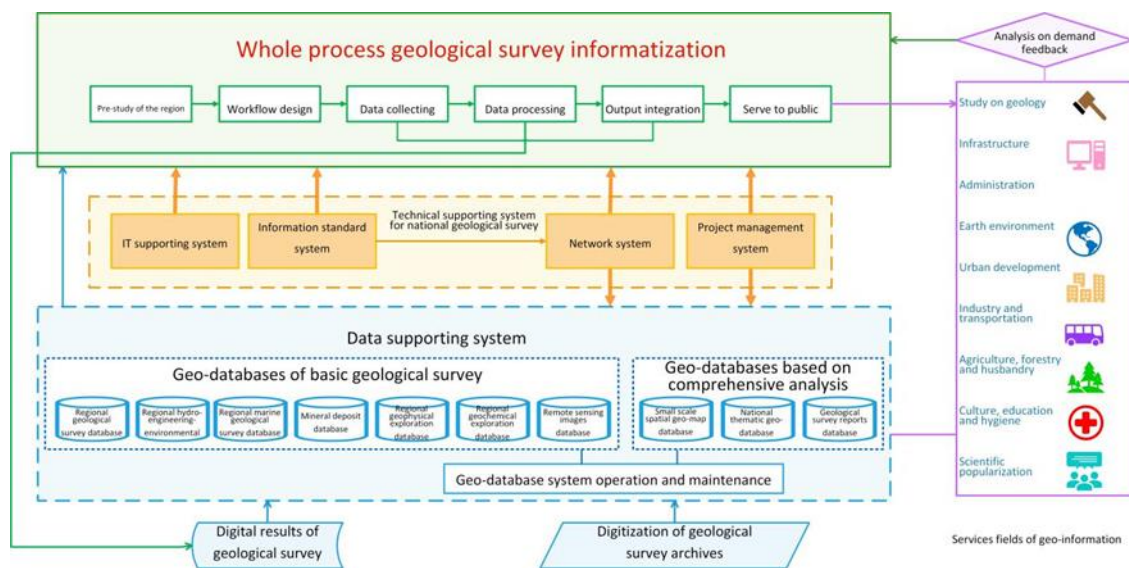 Whole process geological survey informatization
Pre-study of the region
Workflow design
Data collecting
Data processing
Output integration
Serve to public
Analysis on demand
feedback
Study on geology
Infrastructure
Administration
Earth environment
Urban development
Industry and
transportation
Agriculture, forestry
and husbandry
Culture, education
and hygiene
Scientific
popularization
Services fields of geo-information
IT supporting system
Information standard
system
Technical supporting system
for national geological survey
Network system
Project management
system
Data supporting system
Geo-databases of basic geological survey
Regional
geological
survey database
Regional hydro-
engineering-
environmental
Regional marine
geological
survey database
Mineral deposit
database
Regional
geophysical
exploration
database
Regional
geochemical
exploration
database
Remote sensing
images
database
Geo-databases based on
comprehensive analysis
Small scale
spatial geo-map
database
National
thematic geo-
database
Geological
survey reports
database
Geo-database system operation and maintenance
Digital results of
geological survey
Digitization of geological
survey archives